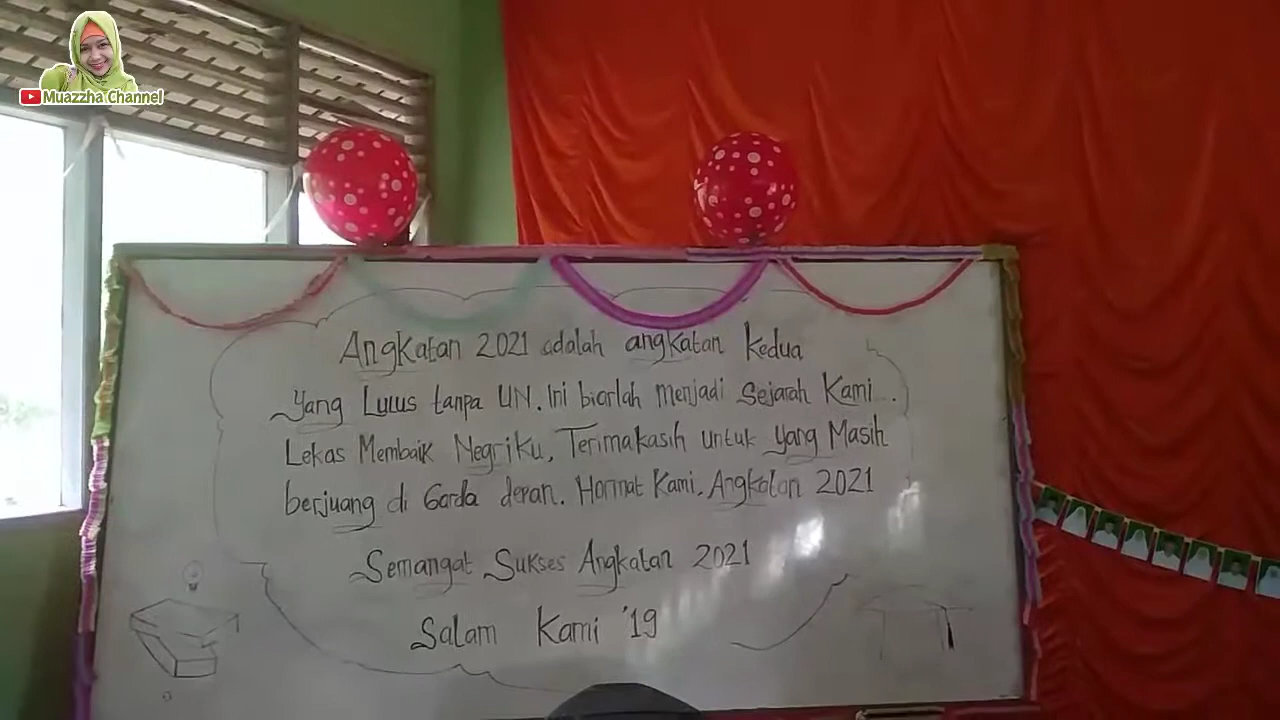 Muazzha Channel
Angkatan 2021 adalah angkatan kedua
Yang Lulus tanpa UN. Ini biarlah menjadi Sejarah Kami...
Lekas Membaik Negriku, Terimakasih untuk yang Masih
berjuang di Garda depan. Hormat Kami, Angkatan 2021
Semangat Sukses Angkatan 2021
Salam Kami '19